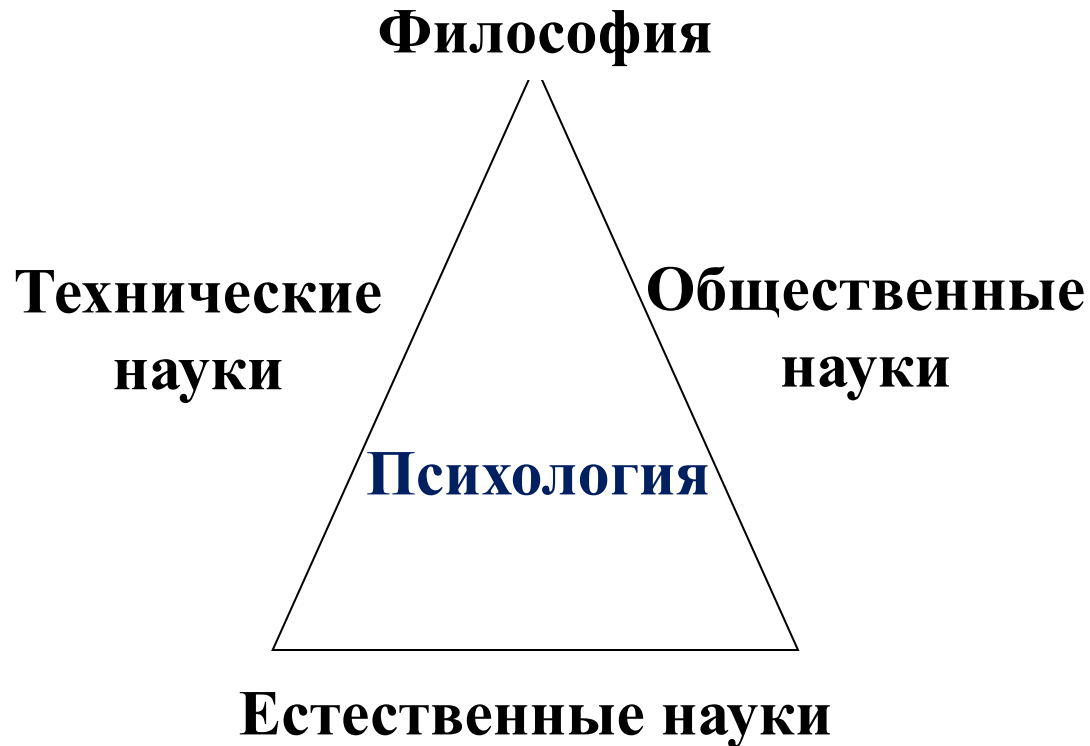 Философия
Технические
науки
Общественные
науки
Психология
Естественные науки